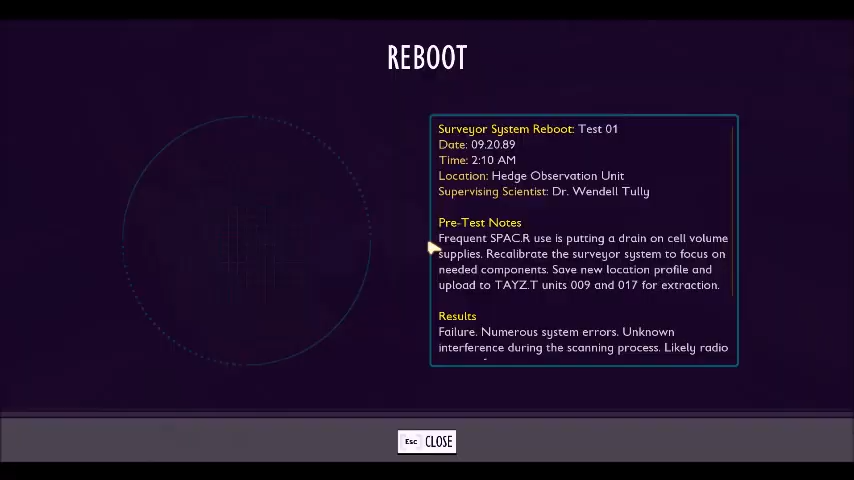 REBOOT
Surveyor System Reboot: Test 01
Date: 09.20.89
Time: 2:10 AM
Location: Hedge Observation Unit
Supervising Scientist: Dr. Wendell Tully
Pre-Test Notes
Frequent SPAC.R use is putting a drain on cell volume
supplies. Recalibrate the surveyor system to focus on
needed components. Save new location profile and
upload to TAYZ.T units 009 and 017 for extraction.
Results
Failure. Numerous system errors. Unknown
interference during the scanning process. Likely radio
Esc CLOSE